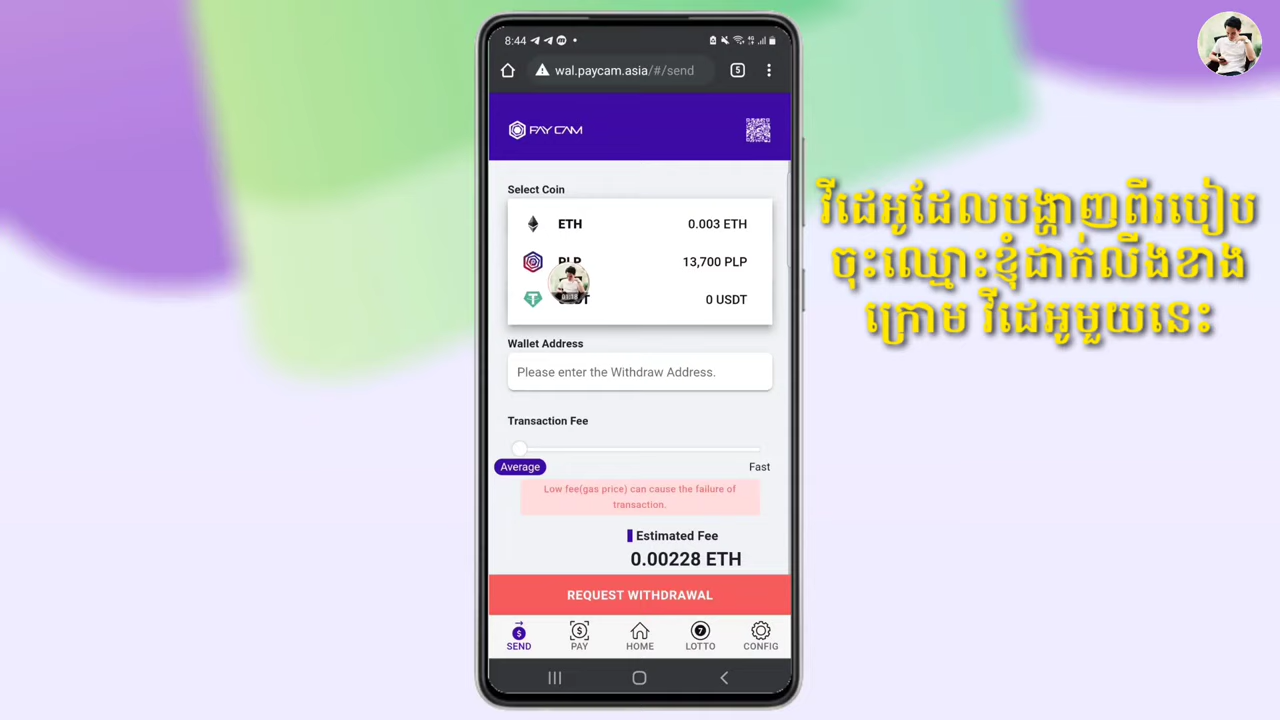 8:44
wal.paycam.asia/#/send
5
PAY CAM
Select Coin
ETH 0.003 ETH
PLP 13,700 PLP
0 USDT
Wallet Address
Please enter the Withdraw Address.
Transaction Fee
Average Fast
Low fee(gas price) can cause the failure of
transaction.
Estimated Fee
0.00228 ETH
REQUEST WITHDRAWAL
SEND PAY HOME LOTTO CONFIG
វីដេអូដែលបង្ហាញពីរបៀប
ចុះឈ្មោះខ្ញុំដាក់លីងខាង
ក្រោម វីដេអូមួយនេះ